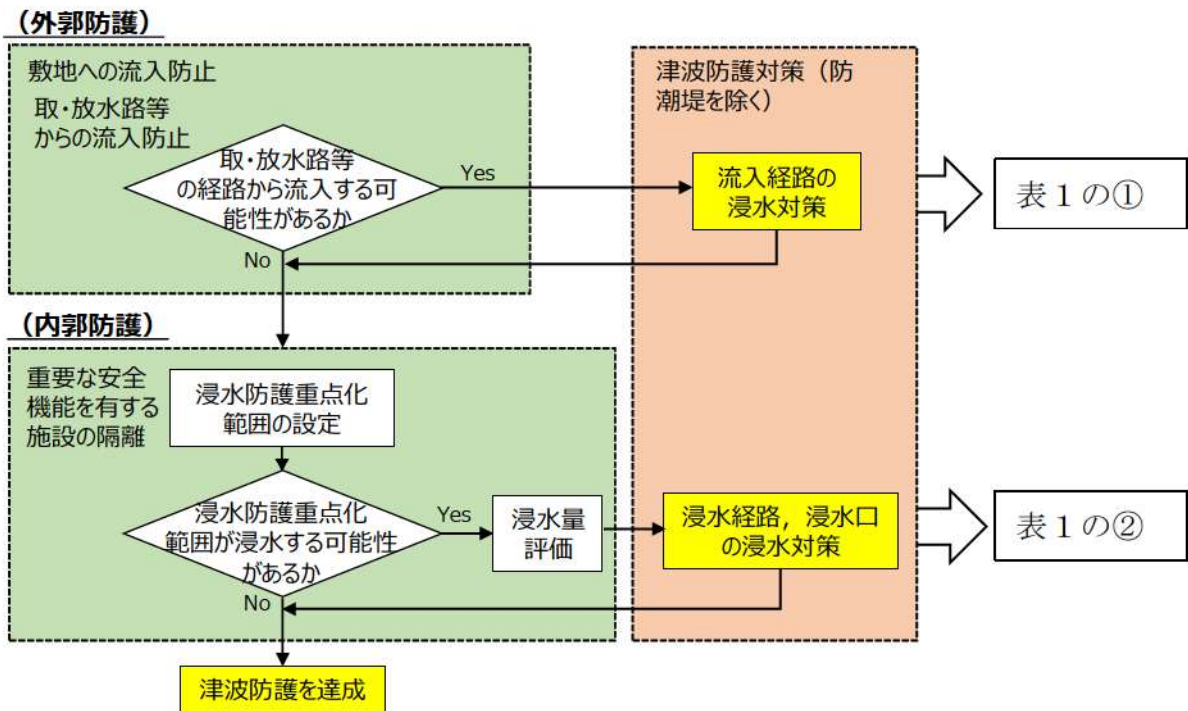 （外郭防護）
敷地への流入防止
取・放水路等
からの流入防止
取・放水路等
の経路から流入する可
能性があるか
Yes
No
津波防護対策（防
潮堤を除く）
流入経路の
浸水対策
表１の①
（内郭防護）
重要な安全
機能を有する
施設の隔離
浸水防護重点化
範囲の設定
浸水防護重点化
範囲が浸水する可能性
があるか
Yes
No
浸水量
評価
浸水経路，浸水口
の浸水対策
表１の②
津波防護を達成